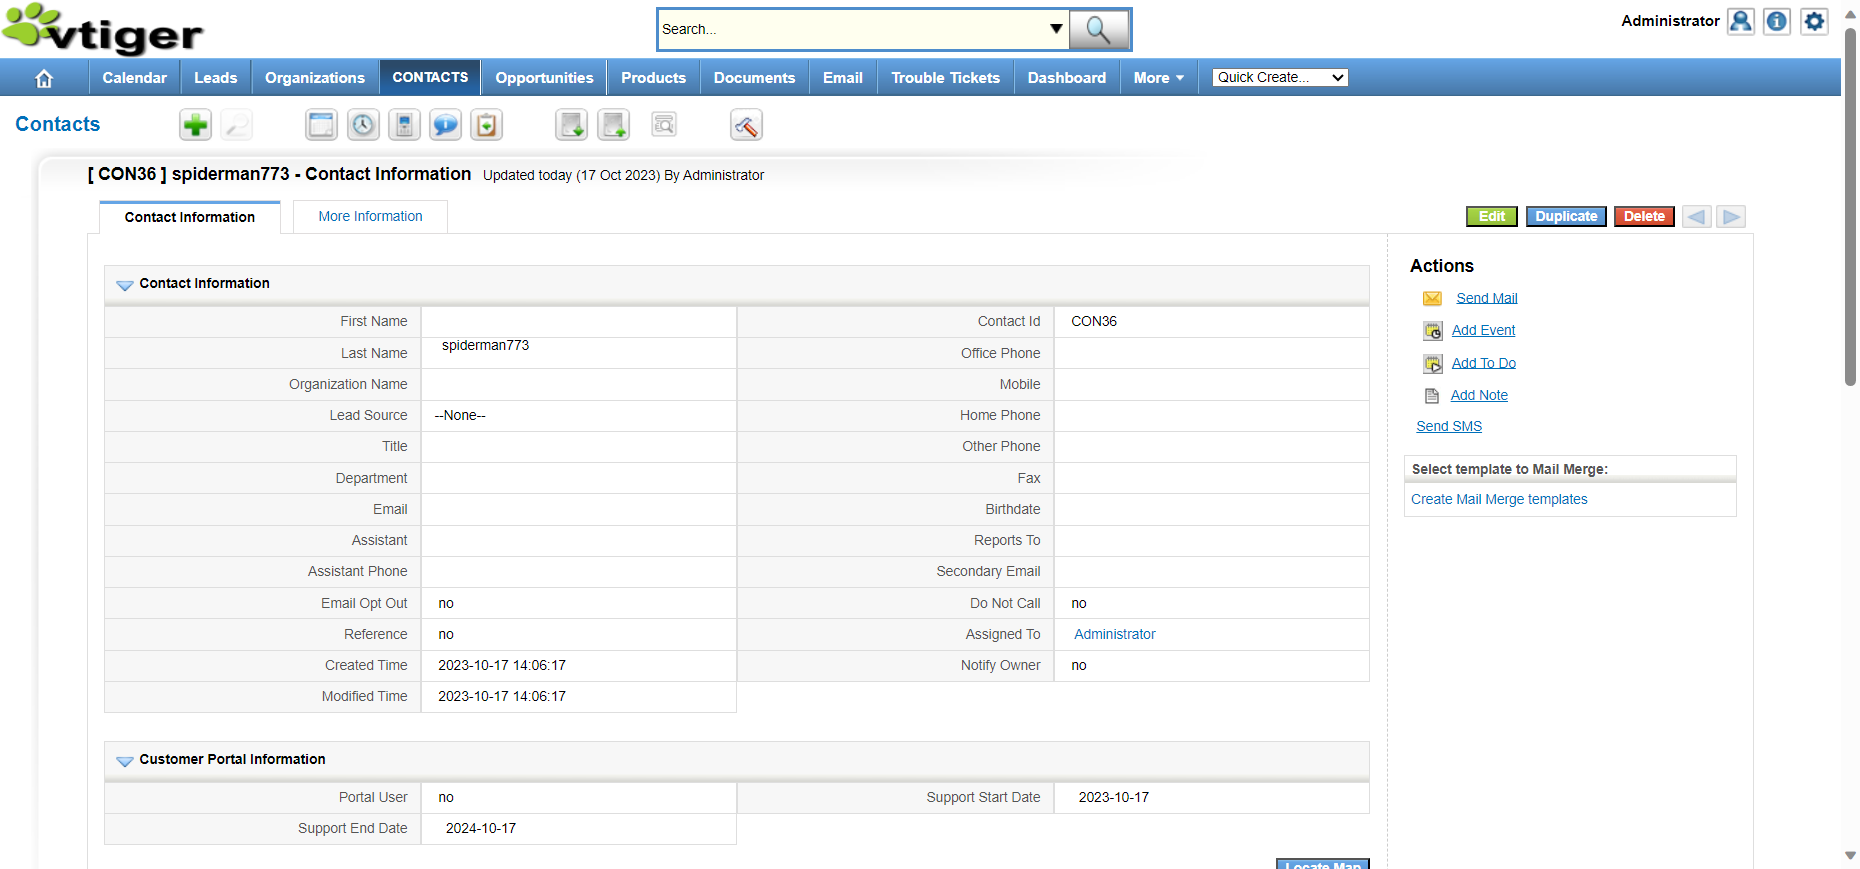 vtiger
Search...
Administrator
Calendar
Leads
Organizations
CONTACTS
Opportunities
Products
Documents
Email
Trouble Tickets
Dashboard
More
Quick Create...
Contacts
[ CON36 ] spiderman773 - Contact Information Updated today (17 Oct 2023) By Administrator
Contact Information
More Information
Edit
Duplicate
Delete
Contact Information
First Name
Contact Id CON36
Last Name spiderman773
Office Phone
Organization Name
Mobile
Lead Source --None--
Home Phone
Title
Other Phone
Department
Fax
Email
Birthdate
Assistant
Reports To
Assistant Phone
Secondary Email
Email Opt Out no
Do Not Call no
Reference no
Assigned To Administrator
Created Time 2023-10-17 14:06:17
Notify Owner no
Modified Time 2023-10-17 14:06:17
Customer Portal Information
Portal User no
Support Start Date 2023-10-17
Support End Date 2024-10-17
Locate Map
Actions
Send Mail
Add Event
Add To Do
Add Note
Send SMS
Select template to Mail Merge:
Create Mail Merge templates